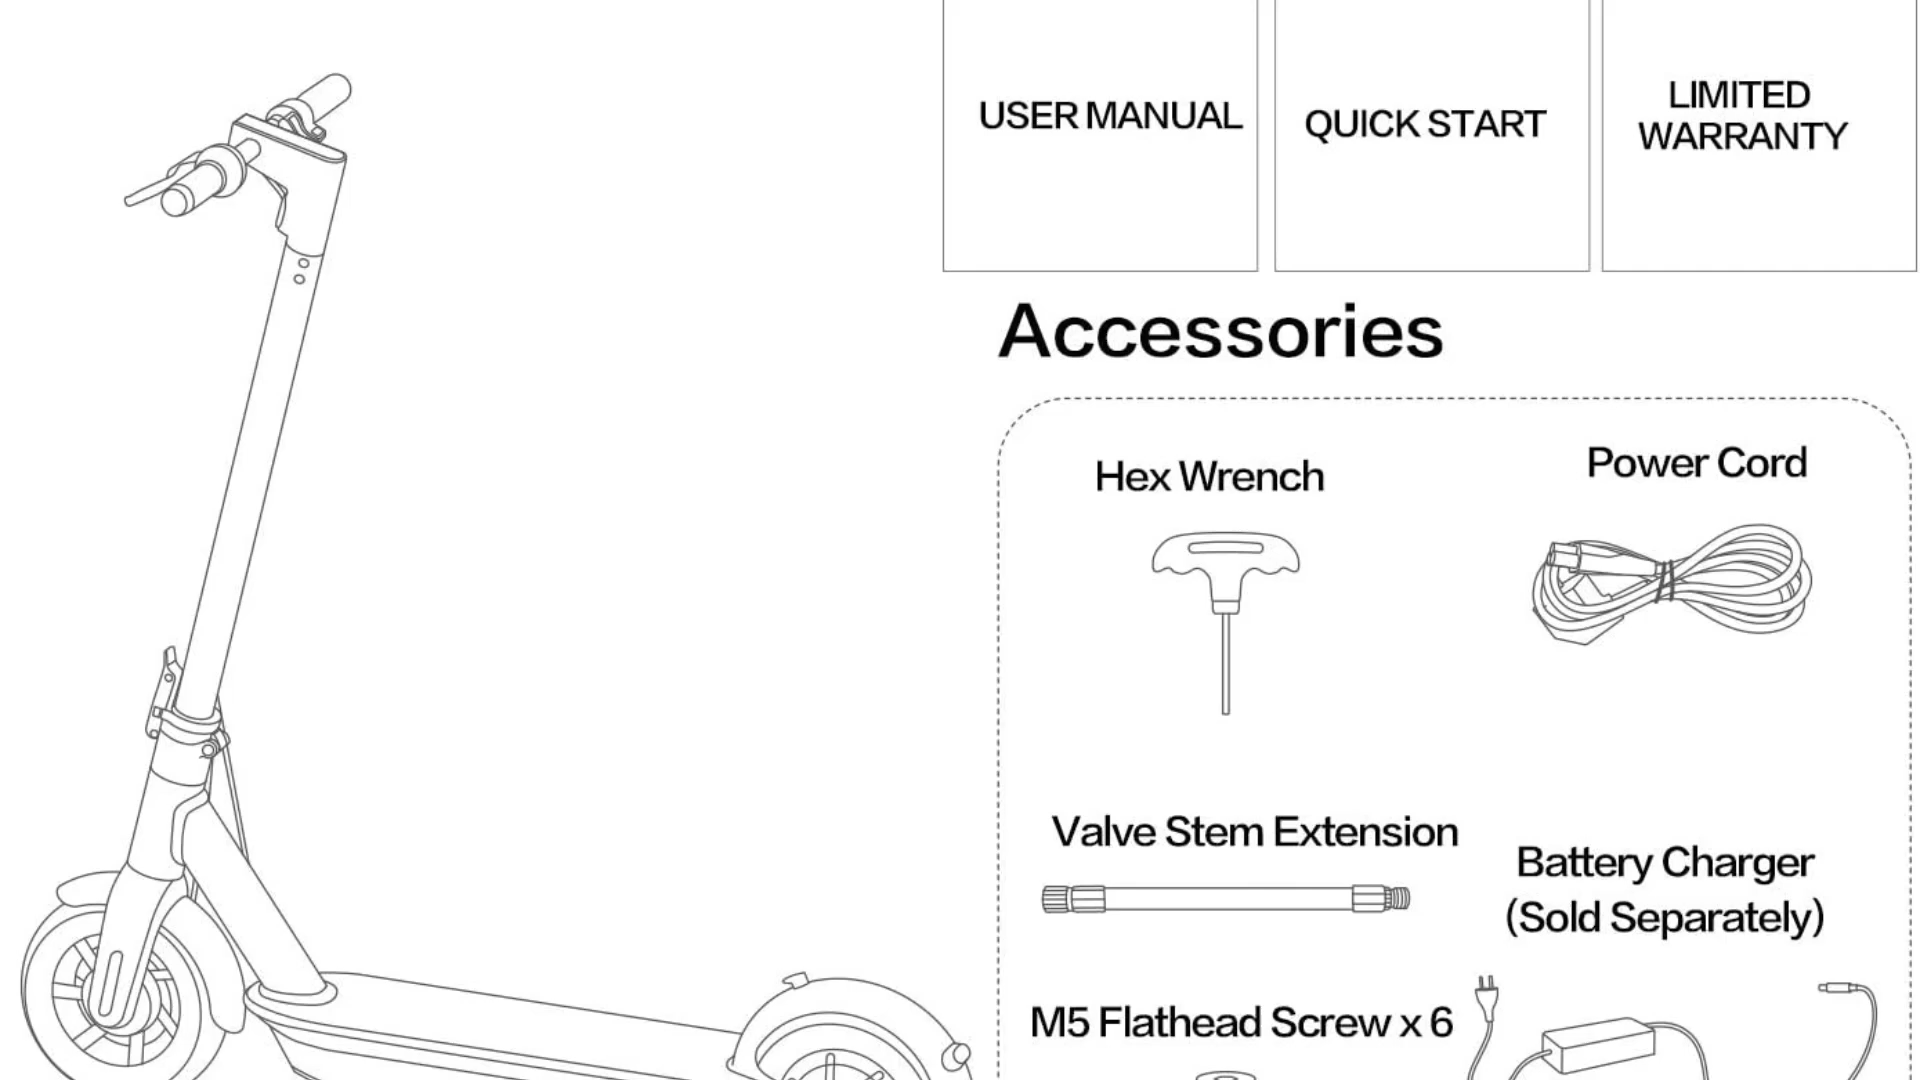 USER MANUAL
QUICK START
LIMITED
WARRANTY
Accessories
Hex Wrench
Power Cord
Valve Stem Extension
Battery Charger
(Sold Separately)
M5 Flathead Screw x 6